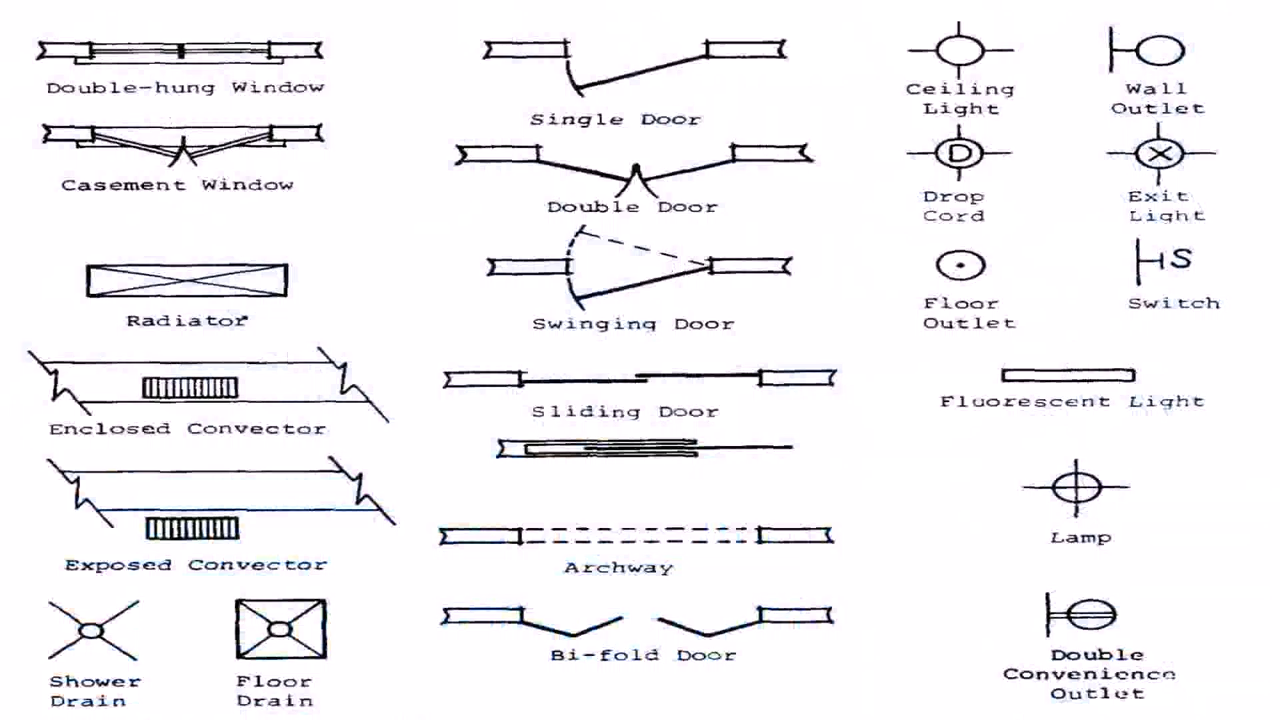 Double-hung Window
Casement Window
Radiator
Enclosed Convector
Exposed Convector
Shower
Drain
Floor
Drain
Single Door
Double Door
Swinging Door
Sliding Door
Archway
Bi-fold Door
Ceiling
Light
Wall
Outlet
D
Drop
Cord
Exit
Light
Floor
Outlet
S
Switch
Fluorescent Light
Lamp
Double
Convenience
Outlet